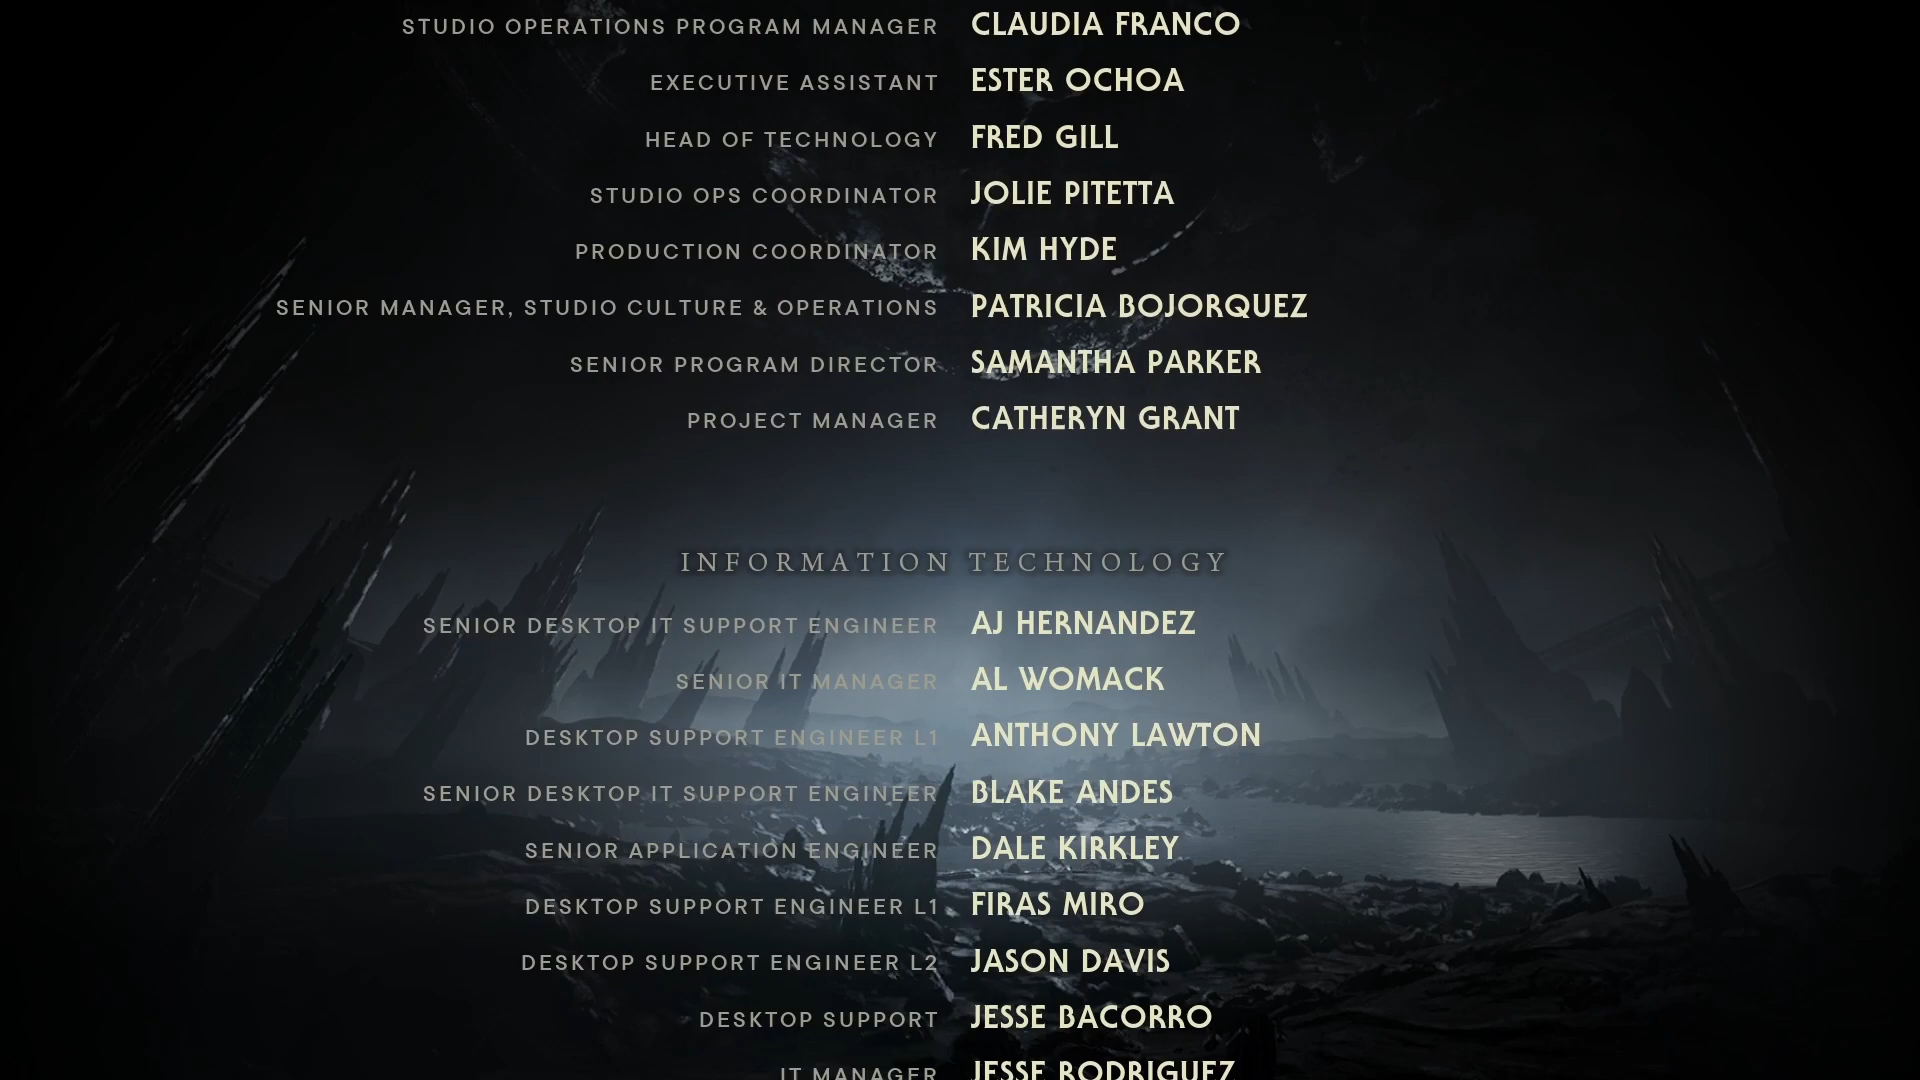 STUDIO OPERATIONS PROGRAM MANAGER CLAUDIA FRANCO
EXECUTIVE ASSISTANT ESTER OCHOA
HEAD OF TECHNOLOGY FRED GILL
STUDIO OPS COORDINATOR JOLIE PITETTA
PRODUCTION COORDINATOR KIM HYDE
SENIOR MANAGER, STUDIO CULTURE & OPERATIONS PATRICIA BOJORQUEZ
SENIOR PROGRAM DIRECTOR SAMANTHA PARKER
PROJECT MANAGER CATHERYN GRANT
INFORMATION TECHNOLOGY
SENIOR DESKTOP IT SUPPORT ENGINEER AJ HERNANDEZ
SENIOR IT MANAGER AL WOMACK
DESKTOP SUPPORT ENGINEER L1 ANTHONY LAWTON
SENIOR DESKTOP IT SUPPORT ENGINEER BLAKE ANDES
SENIOR APPLICATION ENGINEER DALE KIRKLEY
DESKTOP SUPPORT ENGINEER L1 FIRAS MIRO
DESKTOP SUPPORT ENGINEER L2 JASON DAVIS
DESKTOP SUPPORT JESSE BACORRO
IT MANAGER JESSE RODRIGUEZ